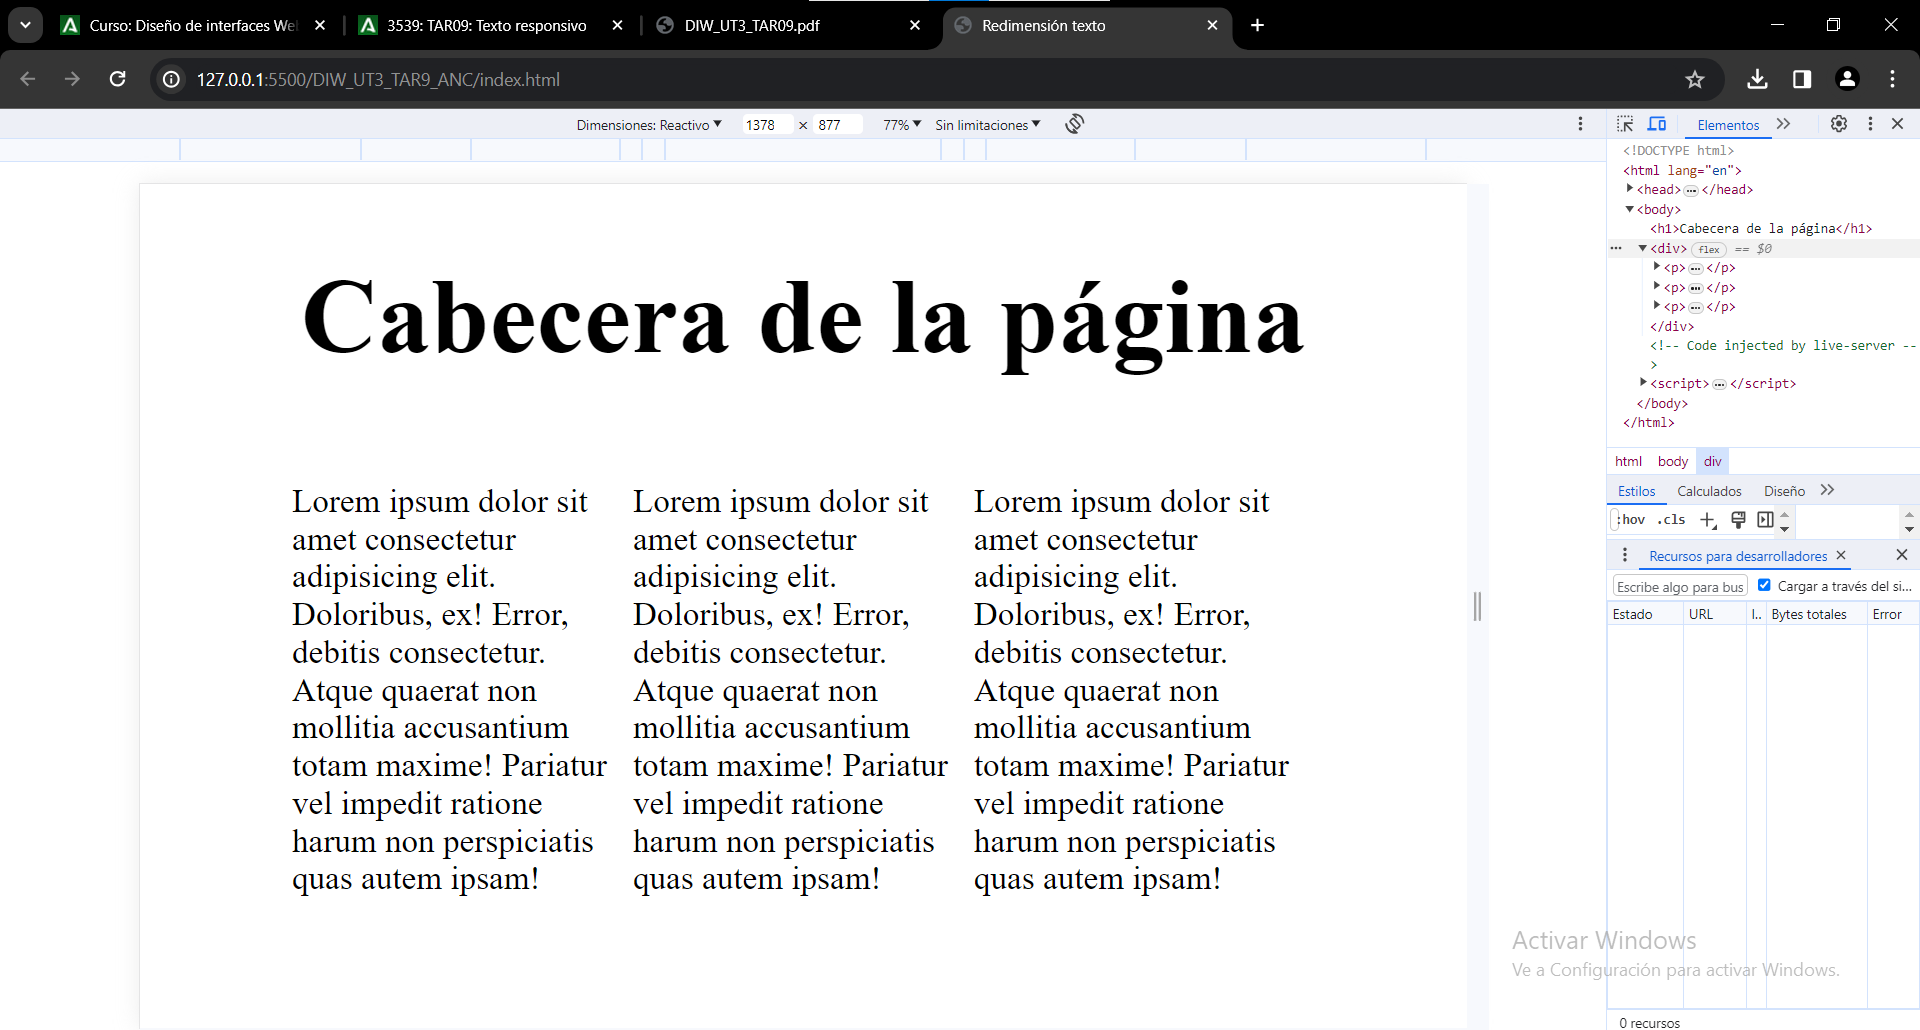 Curso: Diseño de interfaces We
3539: TAR09: Texto responsivo
DIW_UT3_TAR09.pdf
Redimensión texto
127.0.0.1:5500/DIW_UT3_TAR9_ANC/index.html
Dimensiones: Reactivo
1378 × 877
77%
Sin limitaciones
Elementos
<!DOCTYPE html>
<html lang="en">
<head> … </head>
<body>
<h1>Cabecera de la página</h1>
… <div> flex == $0
<p> … </p>
<p> … </p>
<p> … </p>
</div>
<!-- Code injected by live-server --
>
<script> … </script>
</body>
</html>
html body div
Estilos Calculados Diseño
:hov .cls
Recursos para desarrolladores
Escribe algo para bus
Cargar a través del si...
Estado URL I.. Bytes totales Error
0 recursos
Cabecera de la página
Lorem ipsum dolor sit
amet consectetur
adipisicing elit.
Doloribus, ex! Error,
debitis consectetur.
Atque quaerat non
mollitia accusantium
totam maxime! Pariatur
vel impedit ratione
harum non perspiciatis
quas autem ipsam!
Lorem ipsum dolor sit
amet consectetur
adipisicing elit.
Doloribus, ex! Error,
debitis consectetur.
Atque quaerat non
mollitia accusantium
totam maxime! Pariatur
vel impedit ratione
harum non perspiciatis
quas autem ipsam!
Lorem ipsum dolor sit
amet consectetur
adipisicing elit.
Doloribus, ex! Error,
debitis consectetur.
Atque quaerat non
mollitia accusantium
totam maxime! Pariatur
vel impedit ratione
harum non perspiciatis
quas autem ipsam!
Activar Windows
Ve a Configuración para activar Windows.